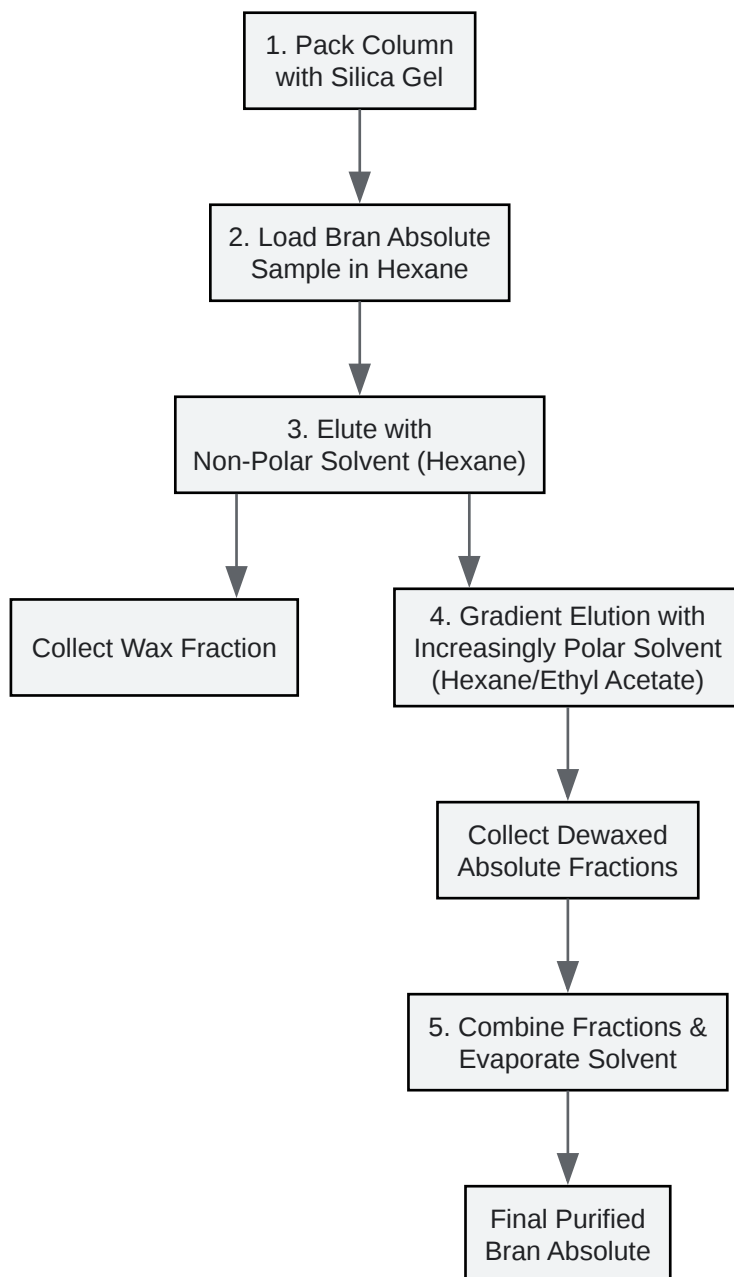 1. Pack Column
with Silica Gel
2. Load Bran Absolute
Sample in Hexane
3. Elute with
Non-Polar Solvent (Hexane)
Collect Wax Fraction
4. Gradient Elution with
Increasingly Polar Solvent
(Hexane/Ethyl Acetate)
Collect Dewaxed
Absolute Fractions
5. Combine Fractions &
Evaporate Solvent
Final Purified
Bran Absolute